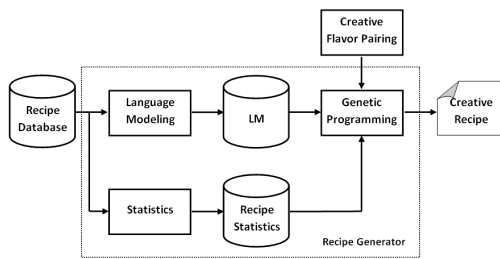 Creative
Flavor Pairing
Recipe
Database
Language
Modeling
LM
Genetic
Programming
Creative
Recipe
Statistics
Recipe
Statistics
Recipe Generator